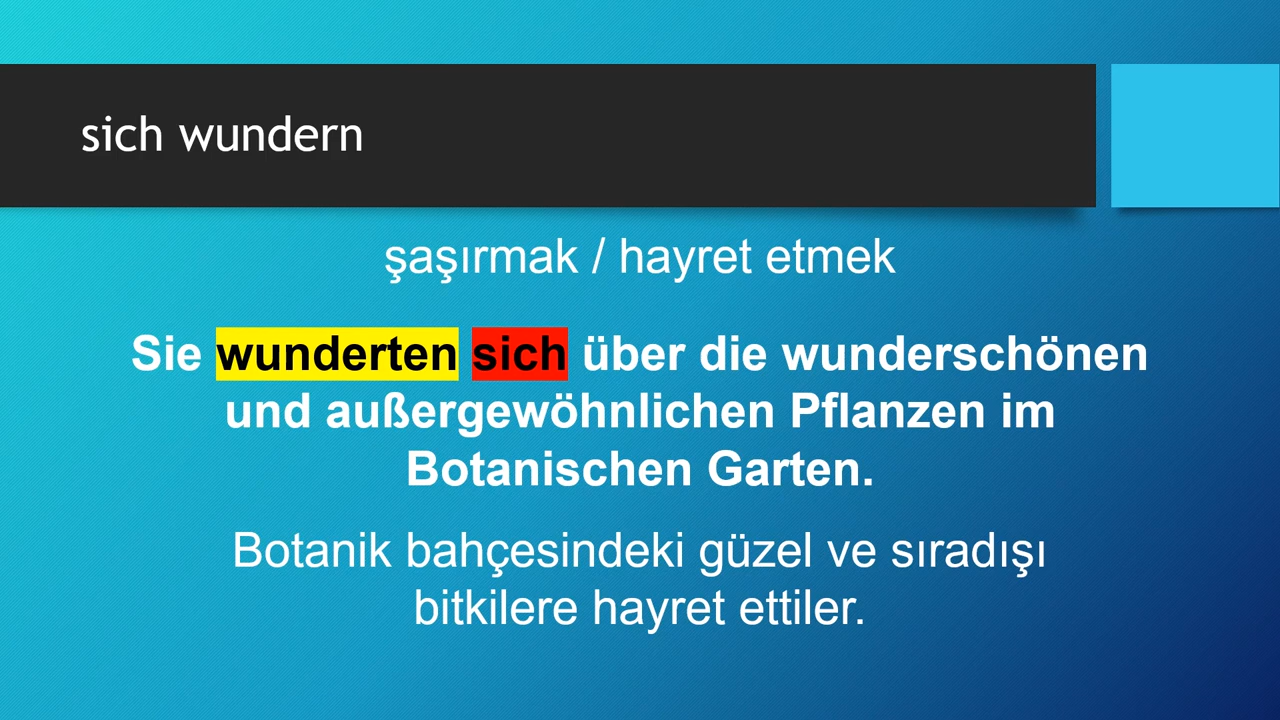 sich wundern
şaşırmak / hayret etmek
Sie wunderten sich über die wunderschönen
und außergewöhnlichen Pflanzen im
Botanischen Garten.
Botanik bahçesindeki güzel ve sıradışı
bitkilere hayret ettiler.